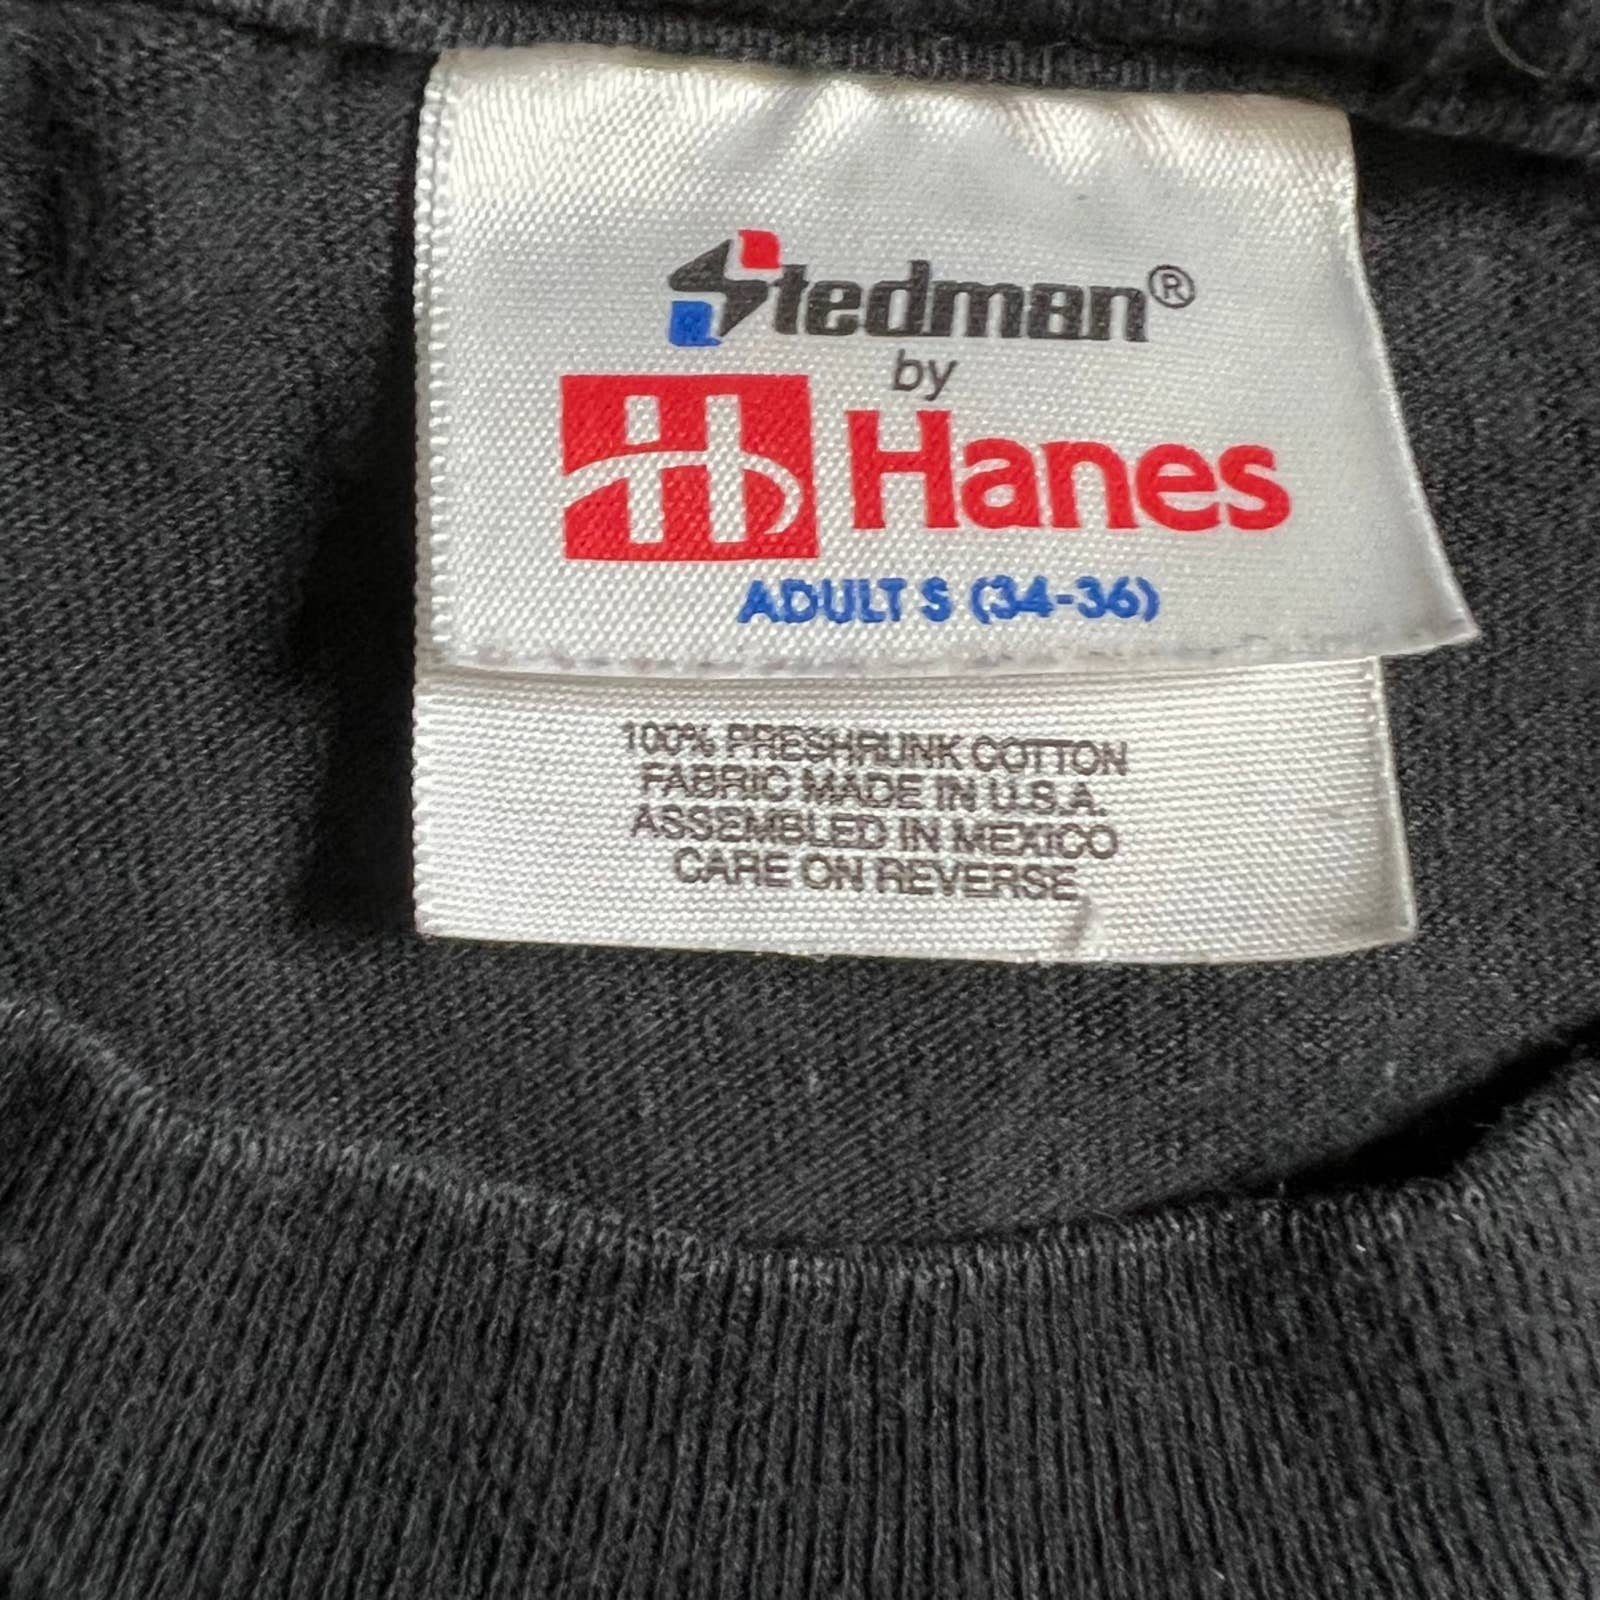 Stedman®
by
Hanes
ADULT S (34-36)
100% PRESHRUNK COTTON
FABRIC MADE IN U.S.A.
ASSEMBLED IN MEXICO
CARE ON REVERSE